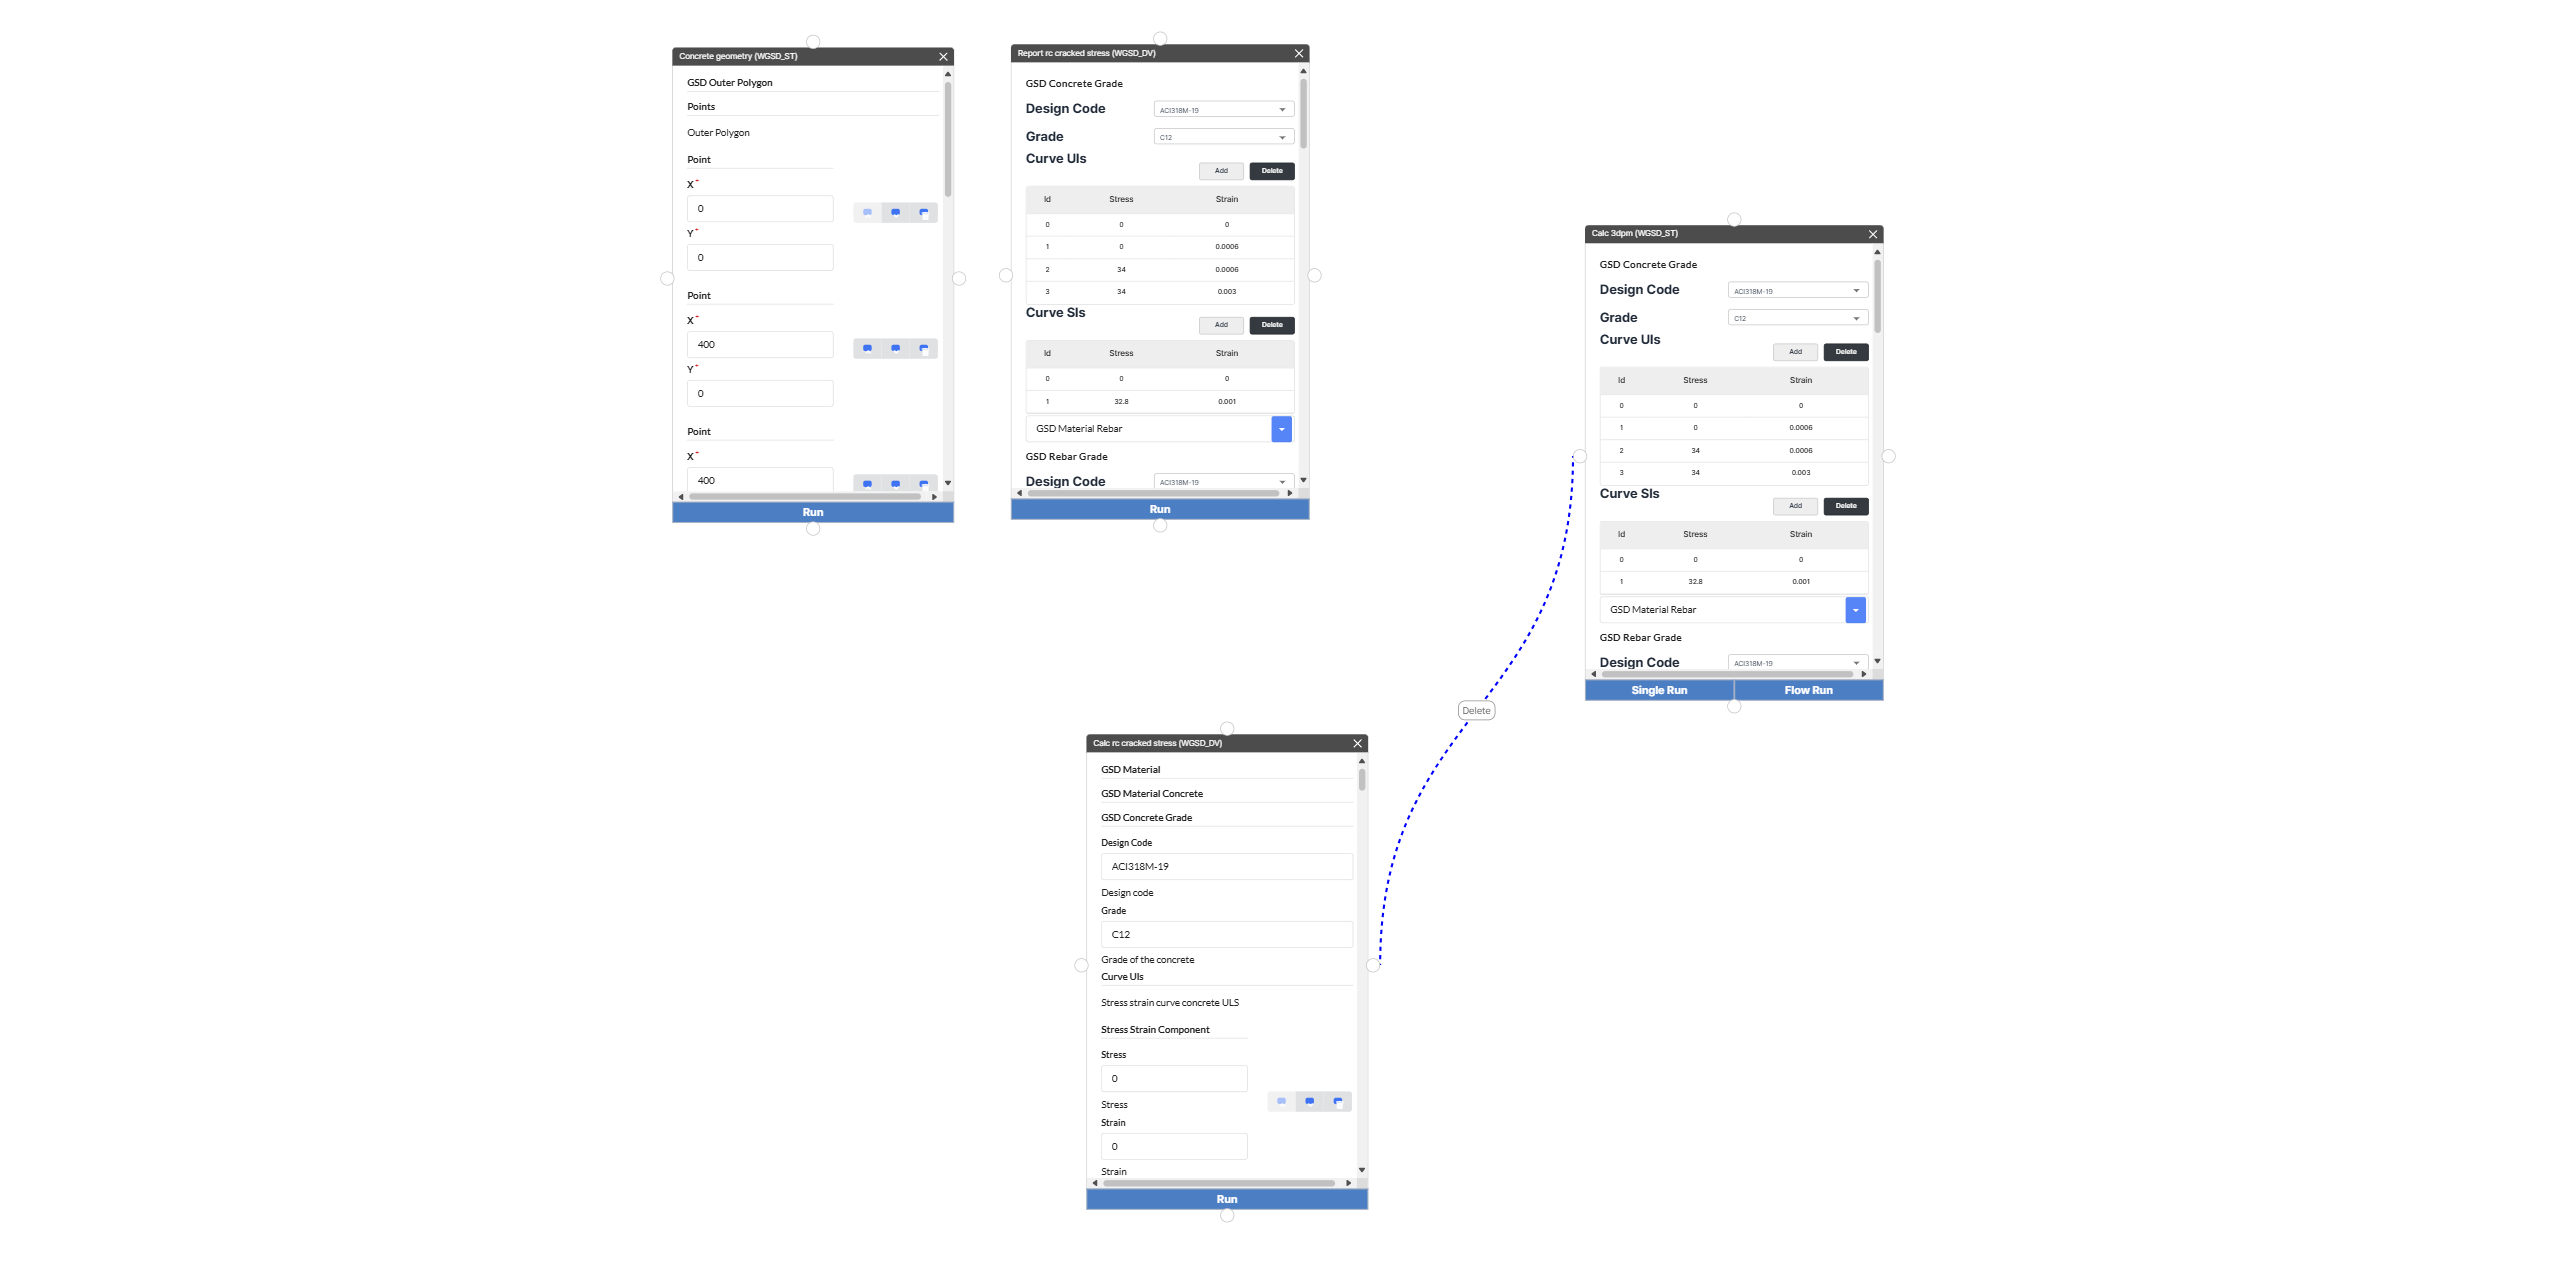 Concrete geometry (WGSD_ST)
GSD Outer Polygon
Points
Outer Polygon
Point
X*
0
Y*
0
Point
X*
400
Y*
0
Point
X*
400
Run
Report rc cracked stress (WGSD_DV)
GSD Concrete Grade
Design Code ACI318M-19
Grade C12
Curve Uls
Add Delete
Id Stress Strain
0 0 0
1 0 0.0006
2 34 0.0006
3 34 0.003
Curve Sls
Add Delete
Id Stress Strain
0 0 0
1 32.8 0.001
GSD Material Rebar
GSD Rebar Grade
Design Code ACI318M-19
Run
Calc 3dpm (WGSD_ST)
GSD Concrete Grade
Design Code ACI318M-19
Grade C12
Curve Uls
Add Delete
Id Stress Strain
0 0 0
1 0 0.0006
2 34 0.0006
3 34 0.003
Curve Sls
Add Delete
Id Stress Strain
0 0 0
1 32.8 0.001
GSD Material Rebar
GSD Rebar Grade
Design Code ACI318M-19
Single Run Flow Run
Delete
Calc rc cracked stress (WGSD_DV)
GSD Material
GSD Material Concrete
GSD Concrete Grade
Design Code
ACI318M-19
Design code
Grade
C12
Grade of the concrete
Curve Uls
Stress strain curve concrete ULS
Stress Strain Component
Stress
0
Stress
Strain
0
Strain
Run